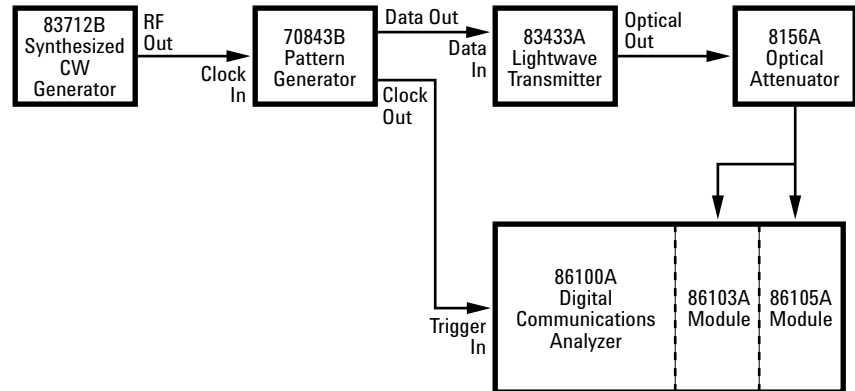 83712B
Synthesized
CW
Generator
RF
Out
Clock
In
70843B
Pattern
Generator
Data Out
Clock
Out
Data
In
83433A
Lightwave
Transmitter
Optical
Out
8156A
Optical
Attenuator
Trigger
In
86100A
Digital
Communications
Analyzer
86103A
Module
86105A
Module